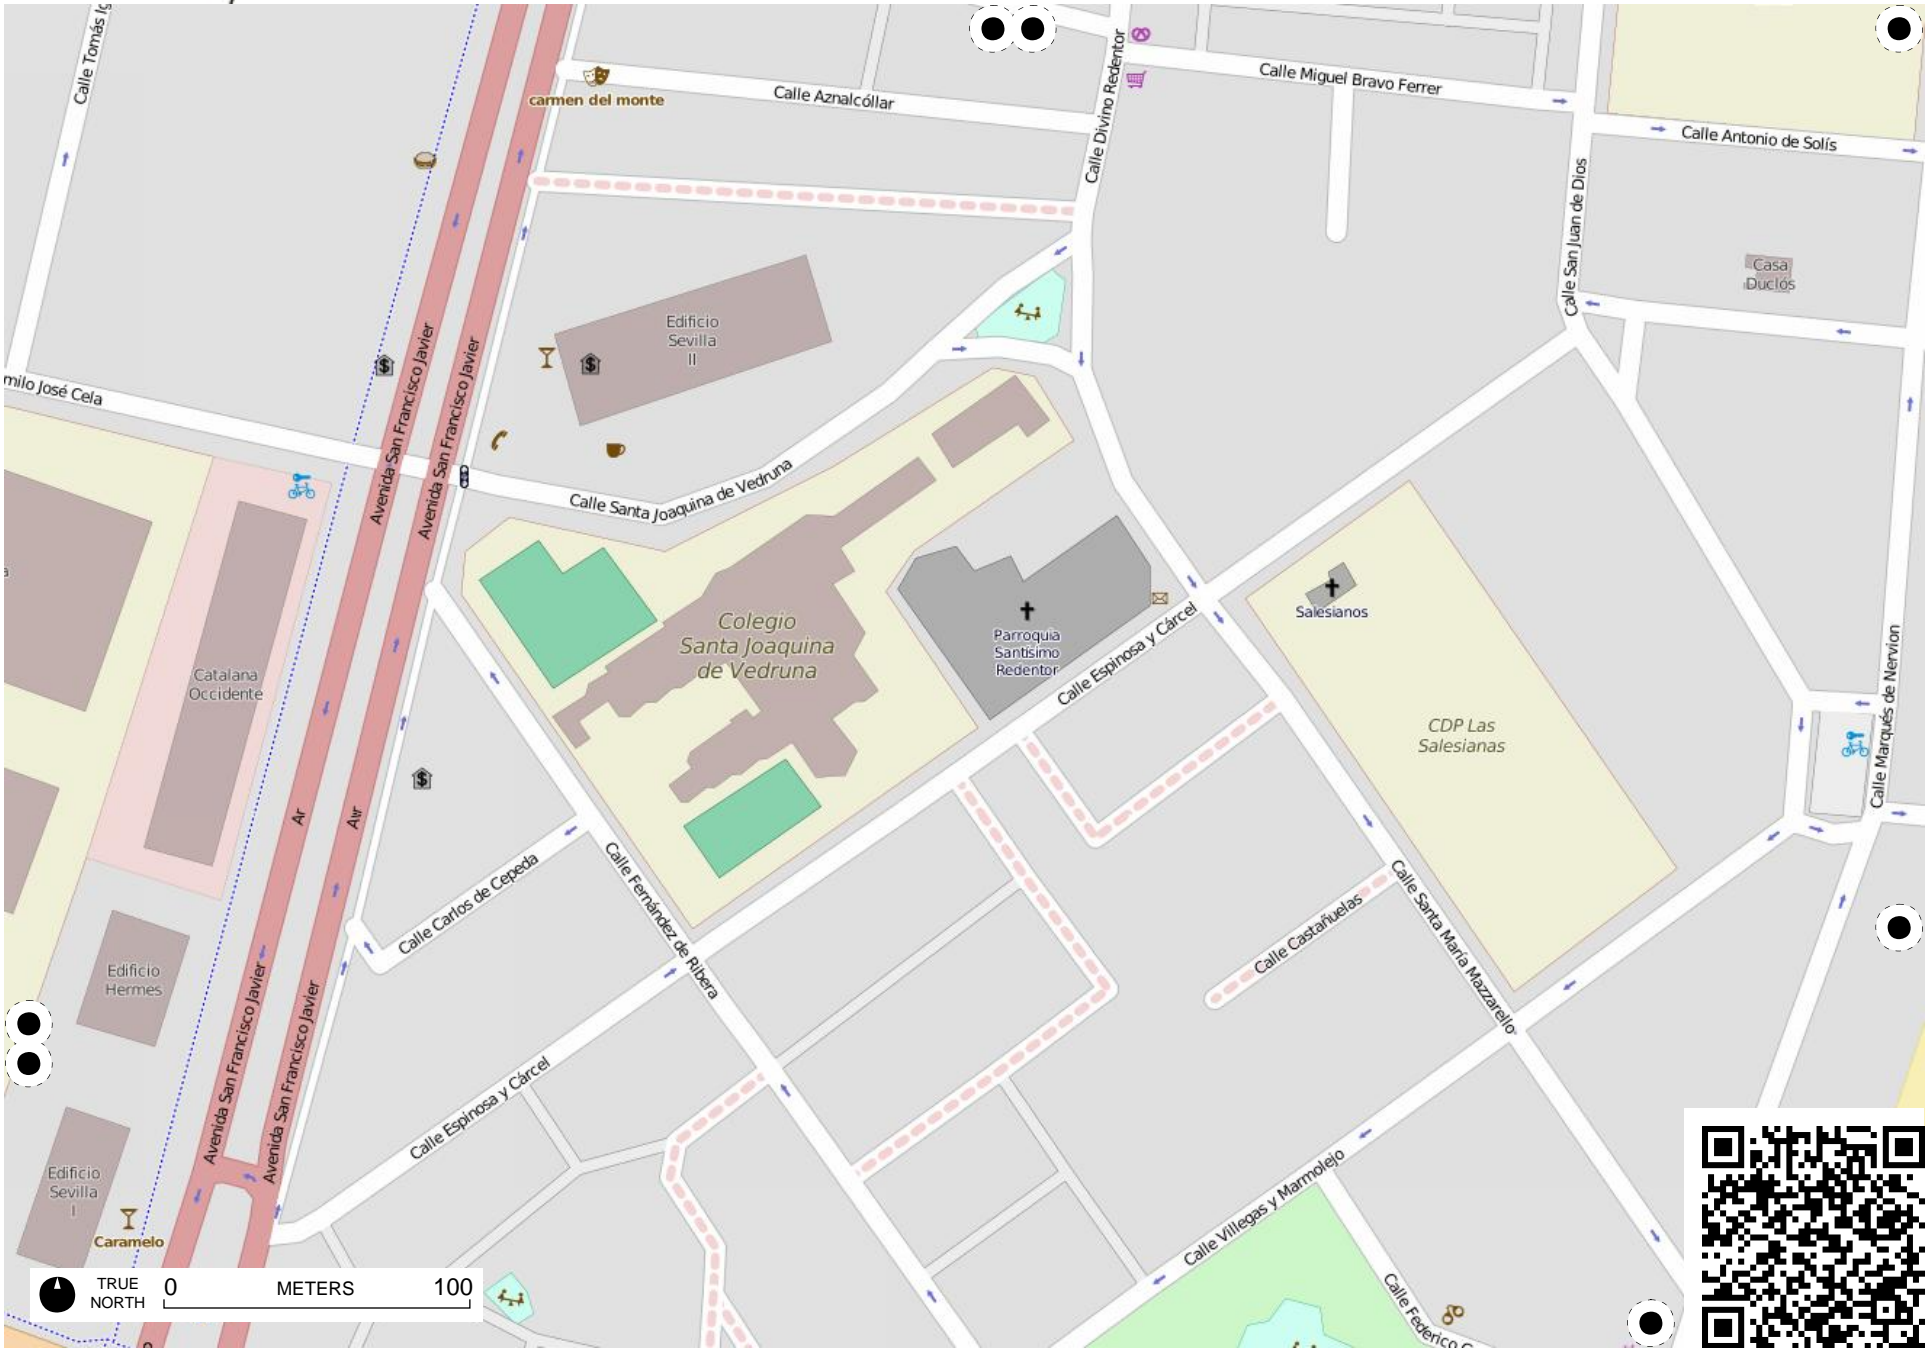 Calle Tomás Ig
carmen del monte
Calle Aznalcóllar
Calle Divino Redentor
Calle Miguel Bravo Ferrer
Calle Antonio de Solís
Calle San Juan de Dios
Casa
Duclós
Edificio
Sevilla
II
milo José Cela
Avenida San Francisco Javier
Avenida San Francisco Javier
Calle Santa Joaquina de Vedruna
Colegio
Santa Joaquina
de Vedruna
Parroquia
Santísimo
Redentor
Calle Espinosa y Cárcel
Salesianos
CDP Las
Salesianas
Calle Marqués de Nervion
Catalana
Occidente
Ar
Avr
Calle Carlos de Cepeda
Calle Fernández de Ribera
Calle Castañuelas
Calle Santa María Mazzarello
Edificio
Hermes
Avenida San Francisco Javier
Avenida San Francisco Javier
Calle Espinosa y Cárcel
Edificio
Sevilla
I
Caramelo
Calle Villegas y Marmolejo
Calle Federico G
TRUE
NORTH
0 METERS 100